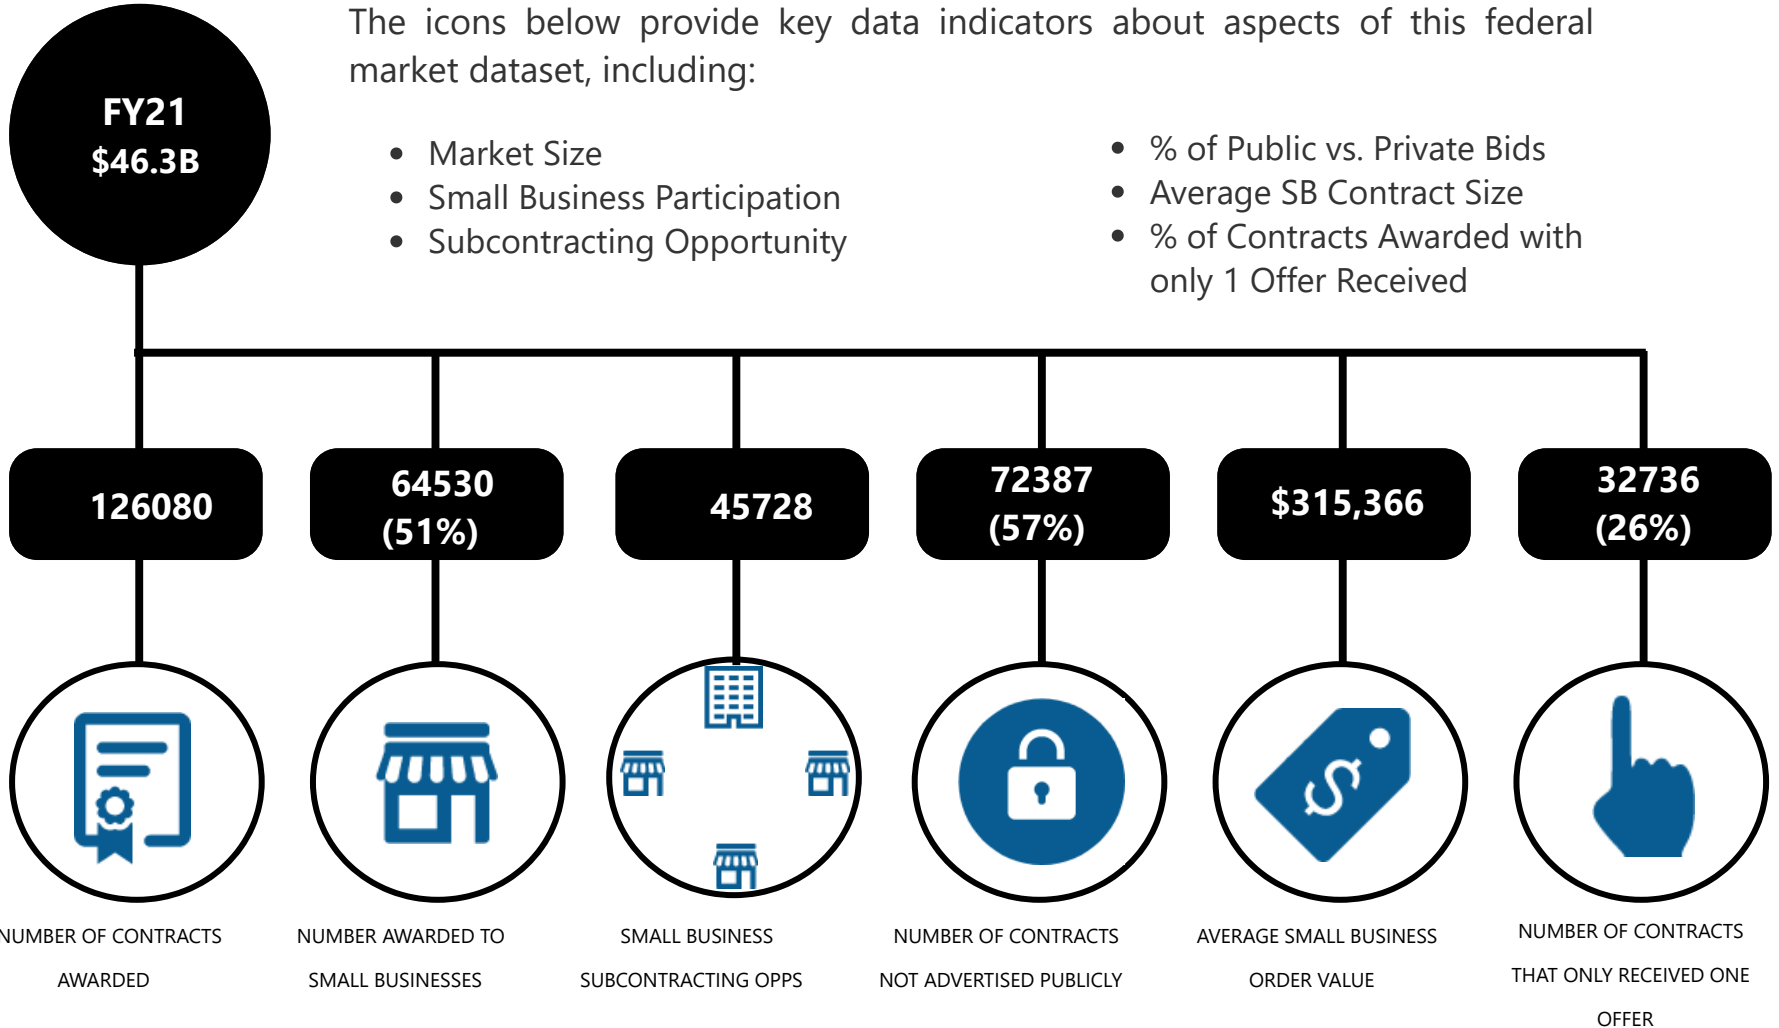 The icons below provide key data indicators about aspects of this federal
market dataset, including:
FY21
$46.3B
• Market Size
• Small Business Participation
• Subcontracting Opportunity
• % of Public vs. Private Bids
• Average SB Contract Size
• % of Contracts Awarded with
only 1 Offer Received
126080
64530
(51%)
45728
72387
(57%)
$315,366
32736
(26%)
NUMBER OF CONTRACTS
AWARDED
NUMBER AWARDED TO
SMALL BUSINESSES
SMALL BUSINESS
SUBCONTRACTING OPPS
NUMBER OF CONTRACTS
NOT ADVERTISED PUBLICLY
AVERAGE SMALL BUSINESS
ORDER VALUE
NUMBER OF CONTRACTS
THAT ONLY RECEIVED ONE
OFFER